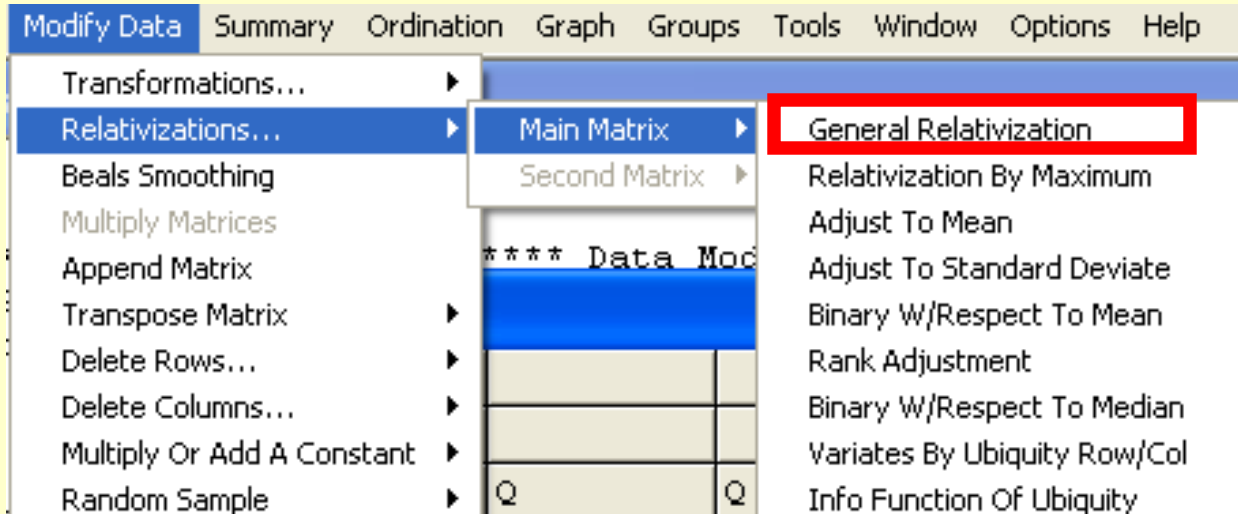 Modify Data Summary Ordination Graph Groups Tools Window Options Help
Transformations...
Relativizations...
Beals Smoothing
Multiply Matrices
Append Matrix
Transpose Matrix
Delete Rows...
Delete Columns...
Multiply Or Add A Constant
Random Sample
Main Matrix
Second Matrix
General Relativization
Relativization By Maximum
Adjust To Mean
Adjust To Standard Deviate
Binary W/Respect To Mean
Rank Adjustment
Binary W/Respect To Median
Variates By Ubiquity Row/Col
Info Function Of Ubiquity
**** Data Mod
Q Q